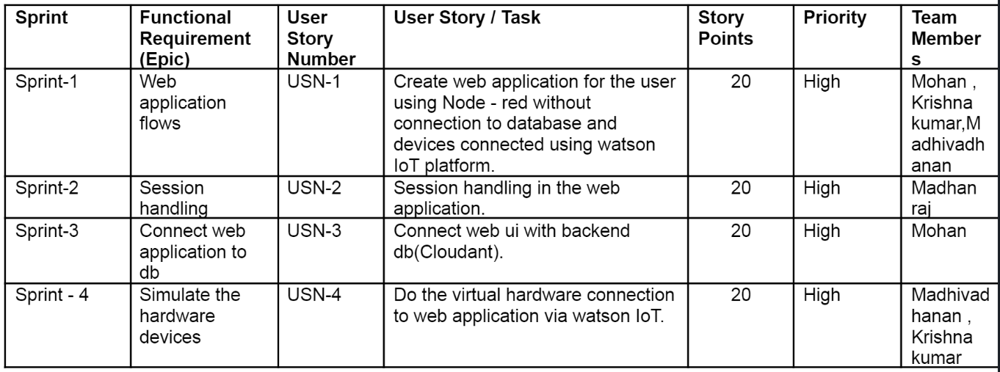 Sprint
Functional
Requirement
(Epic)
User
Story
Number
User Story / Task
Story
Points
Priority
Team
Member
s
Sprint-1
Web
application
flows
USN-1
Create web application for the user
using Node - red without
connection to database and
devices connected using watson
IoT platform.
20
High
Mohan ,
Krishna
kumar,M
adhivadh
anan
Sprint-2
Session
handling
USN-2
Session handling in the web
application.
20
High
Madhan
raj
Sprint-3
Connect web
application to
db
USN-3
Connect web ui with backend
db(Cloudant).
20
High
Mohan
Sprint - 4
Simulate the
hardware
devices
USN-4
Do the virtual hardware connection
to web application via watson IoT.
20
High
Madhivad
hanan ,
Krishna
kumar